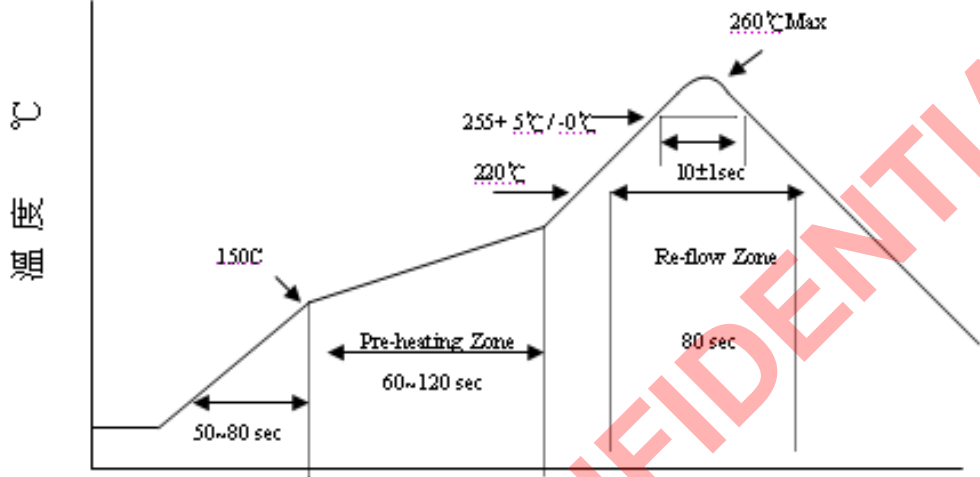 260℃Max
255+ 5℃/-0℃
10±1sec
220℃
温度 ℃
150C
Re-flow Zone
Pre-heating Zone
80 sec
60~120 sec
50~80 sec